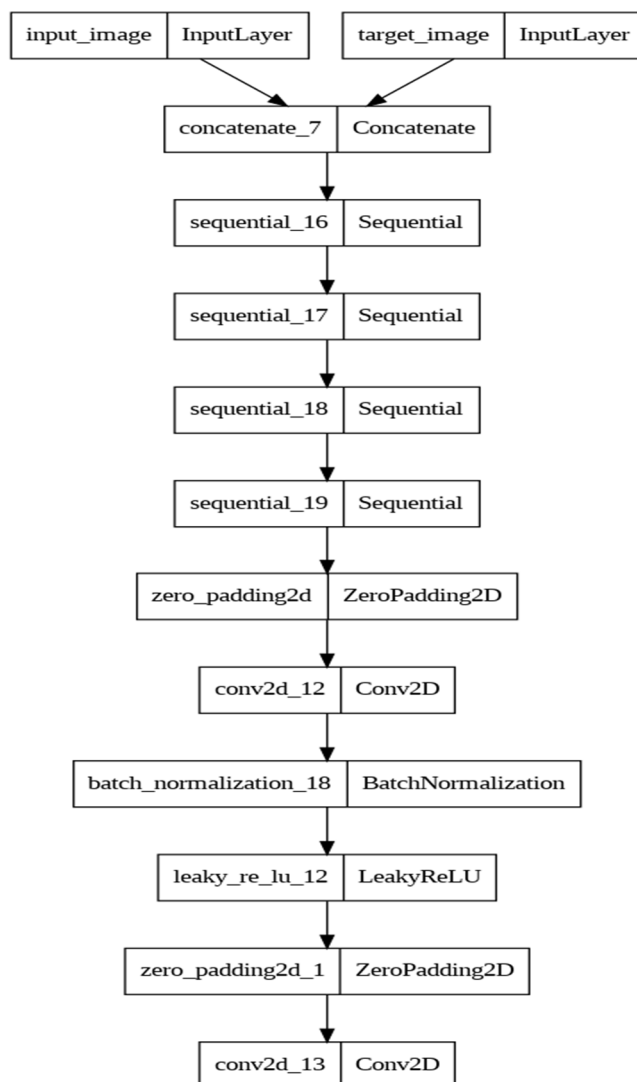 input_image InputLayer target_image InputLayer
concatenate_7 Concatenate
sequential_16 Sequential
sequential_17 Sequential
sequential_18 Sequential
sequential_19 Sequential
zero_padding2d ZeroPadding2D
conv2d_12 Conv2D
batch_normalization_18 BatchNormalization
leaky_re_lu_12 LeakyReLU
zero_padding2d_1 ZeroPadding2D
conv2d_13 Conv2D